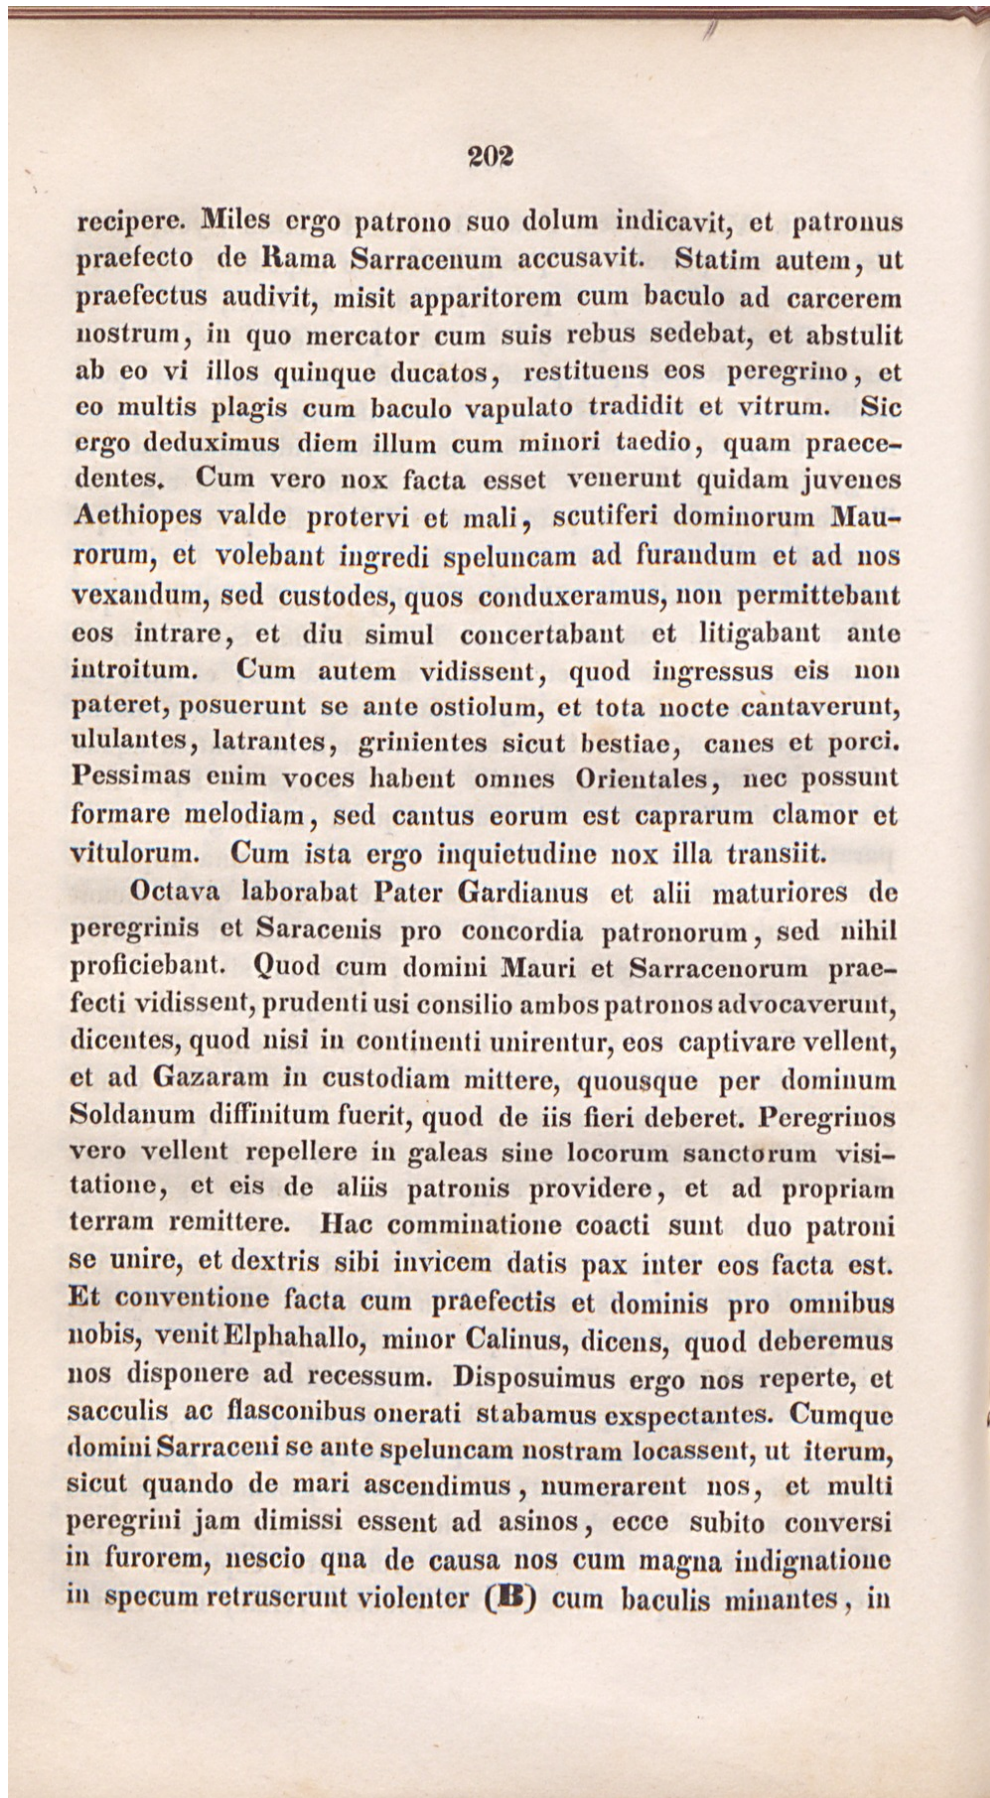 202
recipere. Miles ergo patrono suo dolum indicavit, et patronus
praefecto de Rama Sarracenum accusavit. Statim autem, ut
praefectus audivit, misit apparitorem cum baculo ad carcerem
nostrum, in quo mercator cum suis rebus sedebat, et abstulit
ab eo vi illos quinque ducatos, restituens eos peregrino, et
eo multis plagis cum baculo vapulato tradidit et vitrum. Sic
ergo deduximus diem illum cum minori taedio, quam praece-
dentes. Cum vero nox facta esset venerunt quidam juvenes
Aethiopes valde protervi et mali, scutiferi dominorum Mau-
rorum, et volebant ingredi speluncam ad furandum et ad nos
vexandum, sed custodes, quos conduxeramus, non permittebant
eos intrare, et diu simul concertabant et litigabant ante
introitum. Cum autem vidissent, quod ingressus eis non
pateret, posuerunt se ante ostiolum, et tota nocte cantaverunt,
ululantes, latrantes, grinientes sicut bestiae, canes et porci.
Pessimas enim voces habent omnes Orientales, nec possunt
formare melodiam, sed cantus eorum est caprarum clamor et
vitulorum. Cum ista ergo inquietudine nox illa transiit.
Octava laborabat Pater Gardianus et alii maturiores de
peregrinis et Saracenis pro concordia patronorum, sed nihil
proficiebant. Quod cum domini Mauri et Sarracenorum prae-
fecti vidissent, prudenti usi consilio ambos patronos advocaverunt,
dicentes, quod nisi in continenti unirentur, eos captivare vellent,
et ad Gazaram in custodiam mittere, quousque per dominum
Soldanum diffinitum fuerit, quod de iis fieri deberet. Peregrinos
vero vellent repellere in galeas sine locorum sanctorum visi-
tatione, et eis de aliis patronis providere, et ad propriam
terram remittere. Hac comminatione coacti sunt duo patroni
se unire, et dextris sibi invicem datis pax inter eos facta est.
Et conventione facta cum praefectis et dominis pro omnibus
nobis, venit Elphahallo, minor Calinus, dicens, quod deberemus
nos disponere ad recessum. Disposuimus ergo nos reperte, et
sacculis ac flasconibus onerati stabamus exspectantes. Cumque
domini Sarraceni se ante speluncam nostram locassent, ut iterum,
sicut quando de mari ascendimus, numerarent nos, et multi
peregrini jam dimissi essent ad asinos, ecce subito conversi
in furorem, nescio qna de causa nos cum magna indignatione
in specum retruserunt violenter (B) cum baculis minantes, in